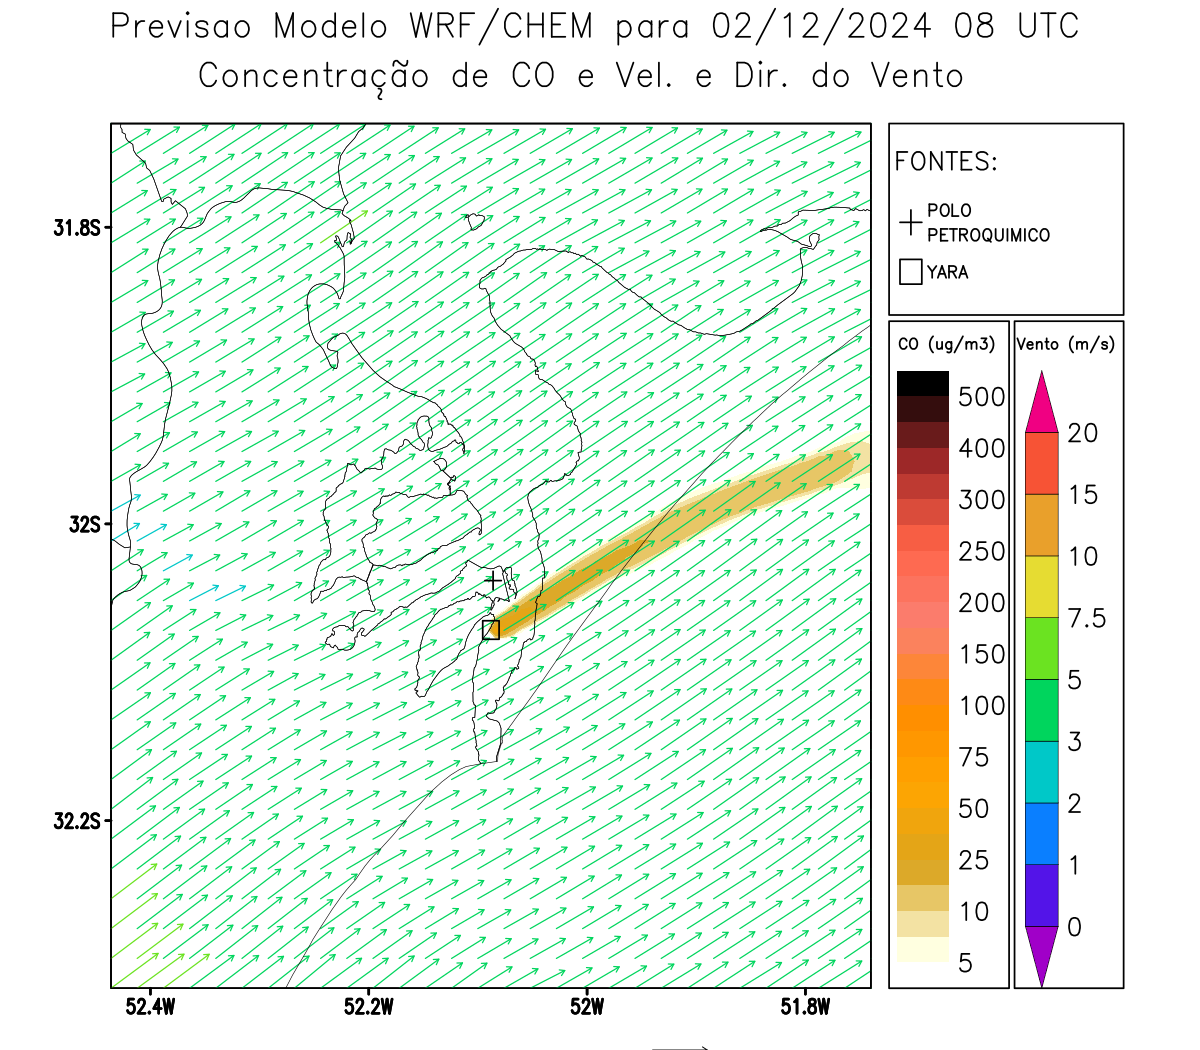 Previsao Modelo WRF/CHEM para 02/12/2024 08 UTC
Concentração de CO e Vel. e Dir. do Vento
FONTES:
POLO
PETROQUIMICO
YARA
CO (ug/m3)
500
400
300
250
200
150
100
75
50
25
10
5
Vento (m/s)
20
15
10
7.5
5
3
2
1
0
31.8S
32S
32.2S
52.4W
52.2W
52W
51.8W